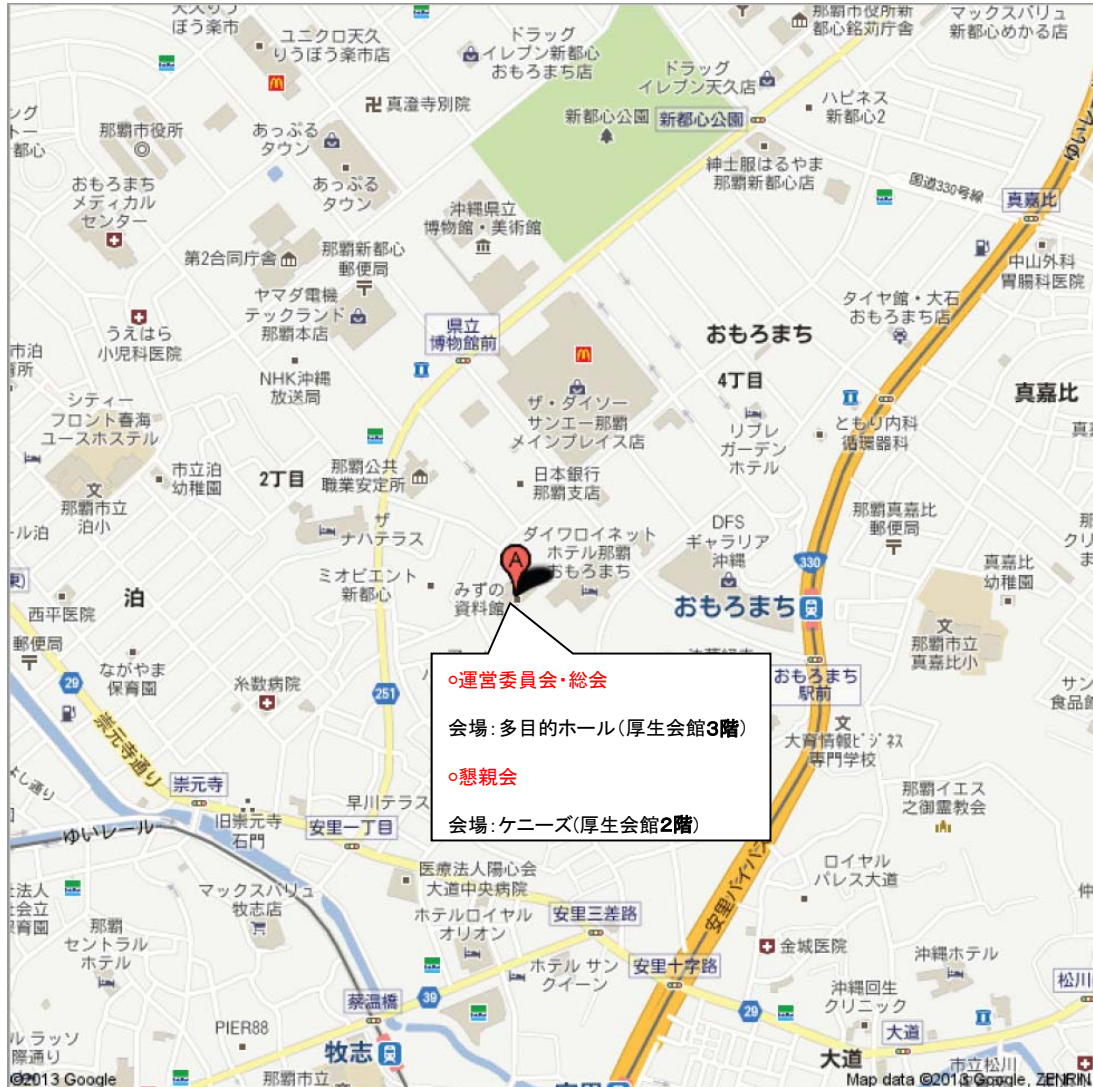 天久りう
ぼう楽市
ユニクロ天久
りうぼう楽市店
ドラッグ
イレブン新都心
おもろまち店
那覇市役所新
都心銘苅庁舎
マックスバリュ
新都心めかる店
ドラッグ
イレブン天久店
真澄寺別院
新都心公園
新都心公園
ハピネス
新都心2
ゆいレール
那覇市役所
あっぷる
タウン
あっぷる
タウン
おもろまち
メディカル
センター
紳士服はるやま
那覇新都心店
国道330号線
真嘉比
沖縄県立
博物館・美術館
第2合同庁舎
那覇新都心
郵便局
中山外科
胃腸科医院
ヤマダ電機
テックランド
那覇本店
うえはら
小児科医院
県立
博物館前
タイヤ館・大石
おもろまち店
おもろまち
4丁目
真嘉比
NHK沖縄
放送局
シティー
フロント春海
ユースホステル
ザ・ダイソー
サンエー那覇
メインプレイス店
リブレ
ガーデン
ホテル
ともり内科
循環器科
市立泊
幼稚園
2丁目
那覇公共
職業安定所
日本銀行
那覇支店
那覇市立
泊小
ザ
ナハテラス
ダイワロイネット
ホテル那覇
おもろまち
DFS
ギャラリア
沖縄
那覇真嘉比
郵便局
330
A
ミオビエント
新都心
みずの
資料館
真嘉比
幼稚園
おもろまち
西平医院
泊
郵便局
那覇市立
真嘉比小
ながやま
保育園
29
糸数病院
251
おもろまち
駅前
○運営委員会・総会
会場:多目的ホール(厚生会館3階)
○懇親会
会場:ケニーズ(厚生会館2階)
大育情報ビジネス
専門学校
崇元寺通り
崇元寺
早川テラス
那覇イエス
之御霊教会
ゆいレール
旧崇元寺
石門
安里一丁目
安里バイパス
ロイヤル
パレス大道
医療法人陽心会
大道中央病院
マックスバリュ
牧志店
ホテルロイヤル
オリオン
安里三差路
那覇
セントラル
ホテル
金城医院
沖縄ホテル
ホテル サン
クイーン
安里十字路
蔡温橋
39
29
沖縄回生
クリニック
PIER88
牧志
大道
大道
市立松川
那覇市立
©2013 Google
Map data ©2013 Google, ZENRIN